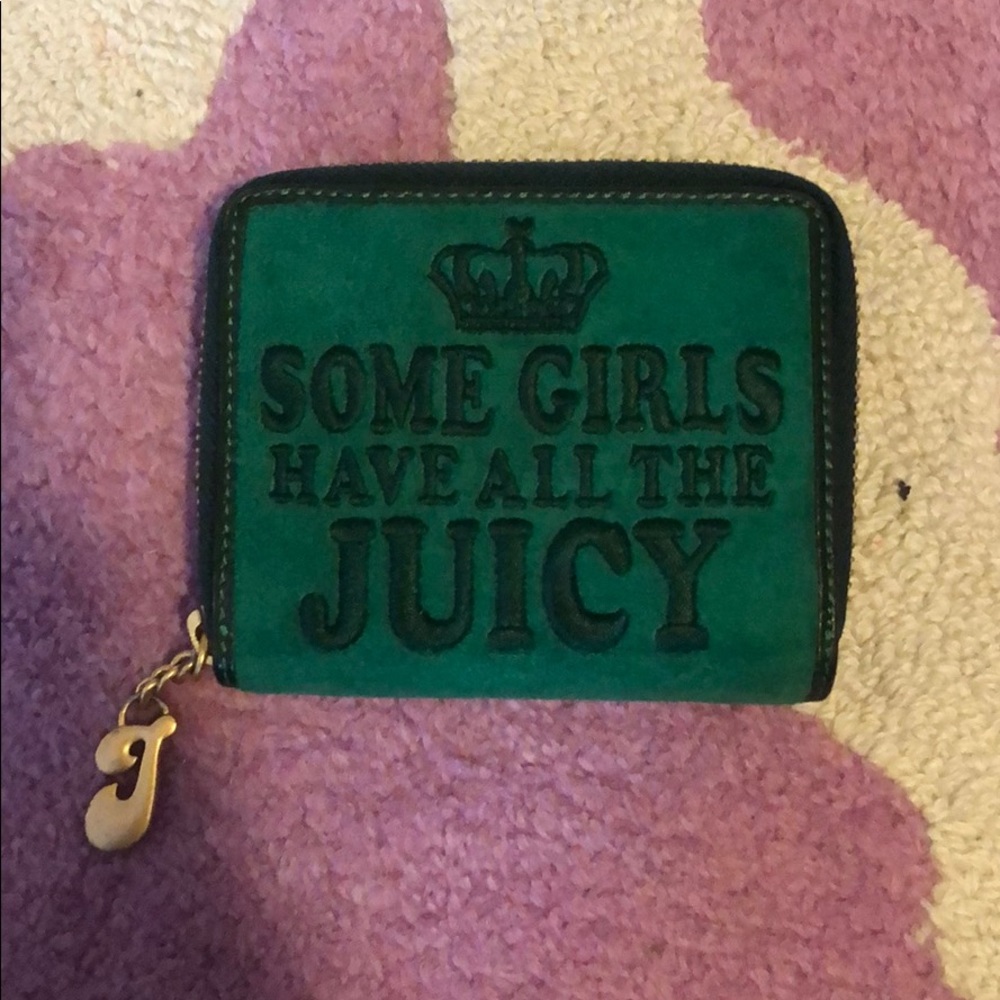 SOME GIRLS
HAVE ALL THE
JUICY
J